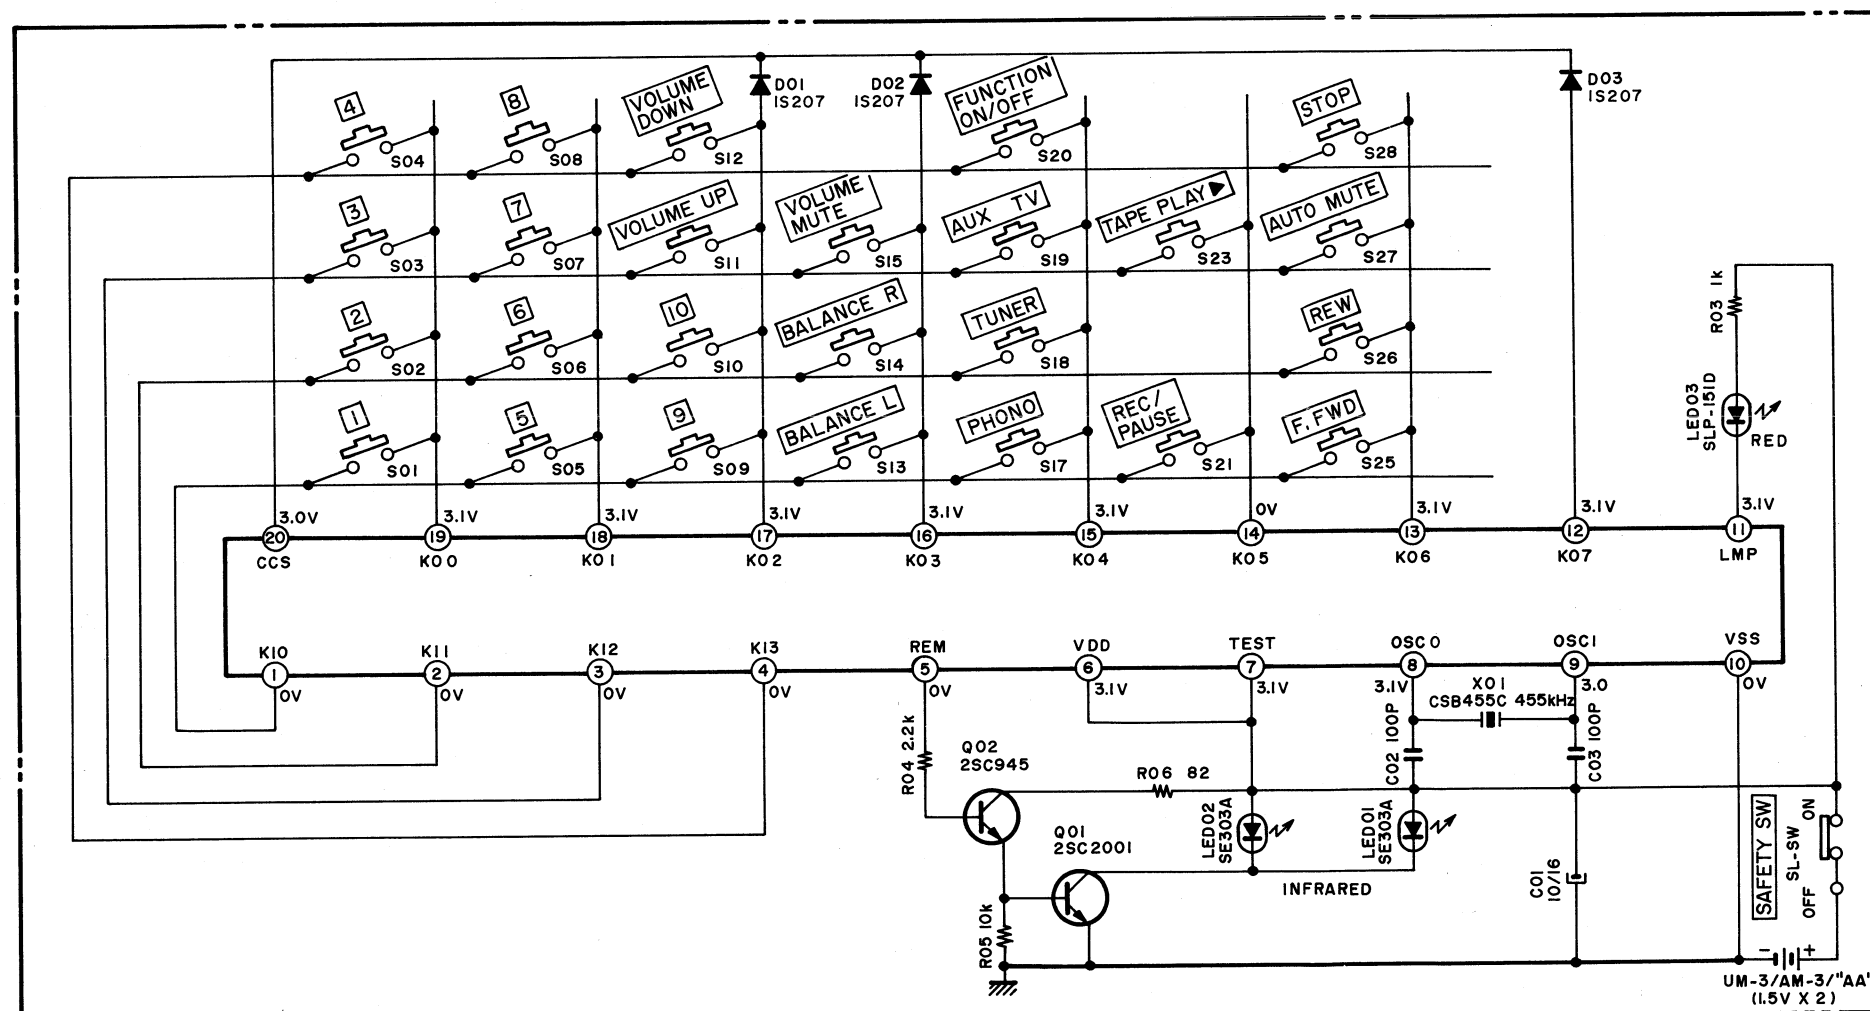 4
8
VOLUME
DOWN
D01
1S207
D02
1S207
FUNCTION
ON/OFF
STOP
D03
1S207
S04
S08
S12
S20
S28
3
7
VOLUME UP
VOLUME
MUTE
AUX TV
TAPE PLAY ▶
AUTO MUTE
S03
S07
S11
S15
S19
S23
S27
2
6
10
BALANCE R
TUNER
REW
R03 1k
S02
S06
S10
S14
S18
S26
1
5
9
BALANCE L
PHONO
REC/
PAUSE
F.FWD
LED03
SLP-151D
RED
S01
S05
S09
S13
S17
S21
S25
3.0V
3.1V
3.1V
3.1V
3.1V
3.1V
0V
3.1V
3.1V
3.1V
20
19
18
17
16
15
14
13
12
11
CCS
K00
K01
K02
K03
K04
K05
K06
K07
LMP
K10
K11
K12
K13
REM
VDD
TEST
OSC0
OSC1
VSS
1
2
3
4
5
6
7
8
9
10
0V
0V
0V
0V
0V
3.1V
3.1V
3.1V
3.0
0V
X01
CSB455C 455kHz
R04 2.2k
Q02
2SC945
R06 82
C02 100P
C03 100P
LED02
SE303A
LED01
SE303A
Q01
2SC2001
INFRARED
C01
10/16
SAFETY SW
SL-SW
ON
OFF
R05 10k
- +
UM-3/AM-3/"AA"
(1.5V X 2)